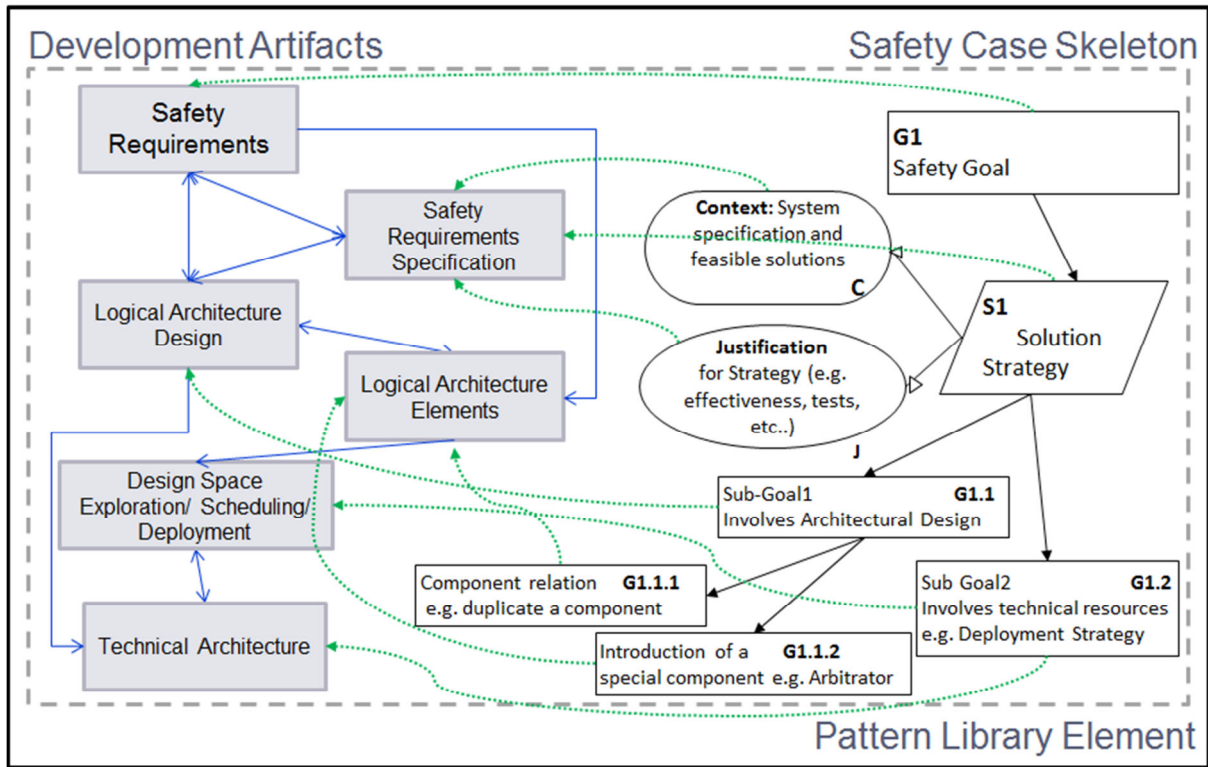 Development Artifacts
Safety Case Skeleton
Safety
Requirements
G1
Safety Goal
Safety
Requirements
Specification
Context: System
specification and
feasible solutions
C
Logical Architecture
Design
S1
Solution
Strategy
Justification
for Strategy (e.g.
effectiveness, tests,
etc..)
J
Logical Architecture
Elements
Design Space
Exploration/ Scheduling/
Deployment
Sub-Goal1 G1.1
Involves Architectural Design
Component relation G1.1.1
e.g. duplicate a component
Sub Goal2 G1.2
Involves technical resources
e.g. Deployment Strategy
Technical Architecture
Introduction of a G1.1.2
special component e.g. Arbitrator
Pattern Library Element